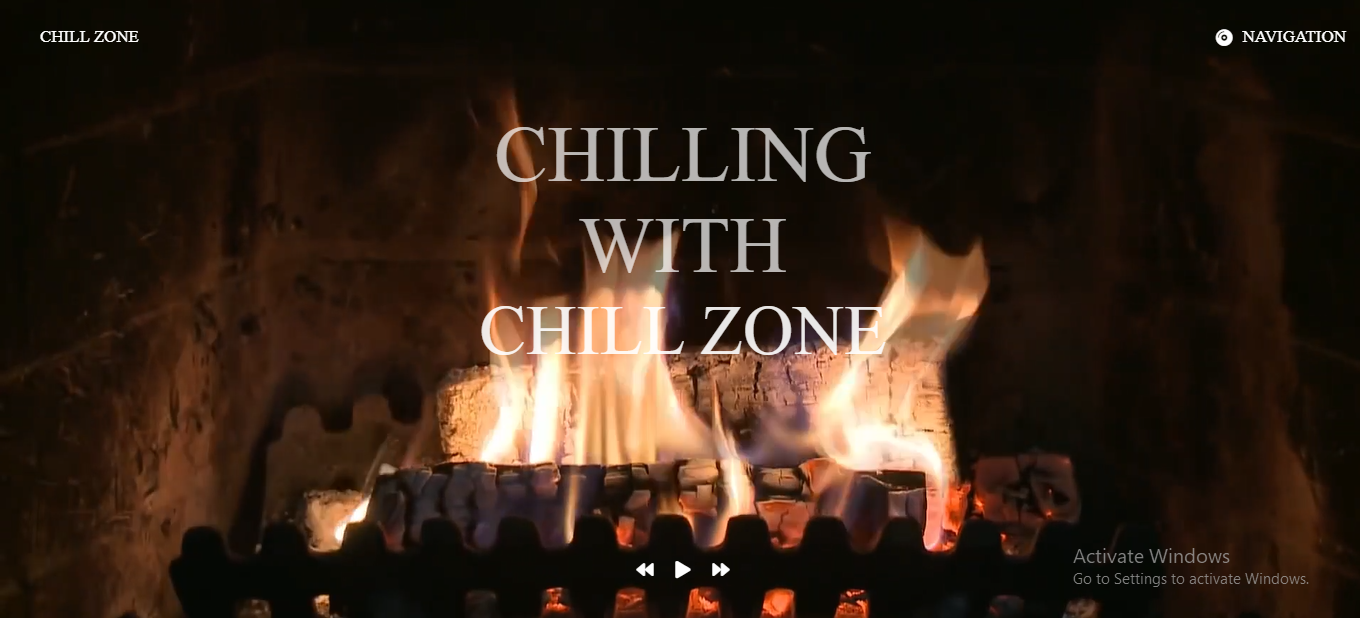 CHILL ZONE
NAVIGATION
CHILLING
WITH
CHILL ZONE
Activate Windows
Go to Settings to activate Windows.